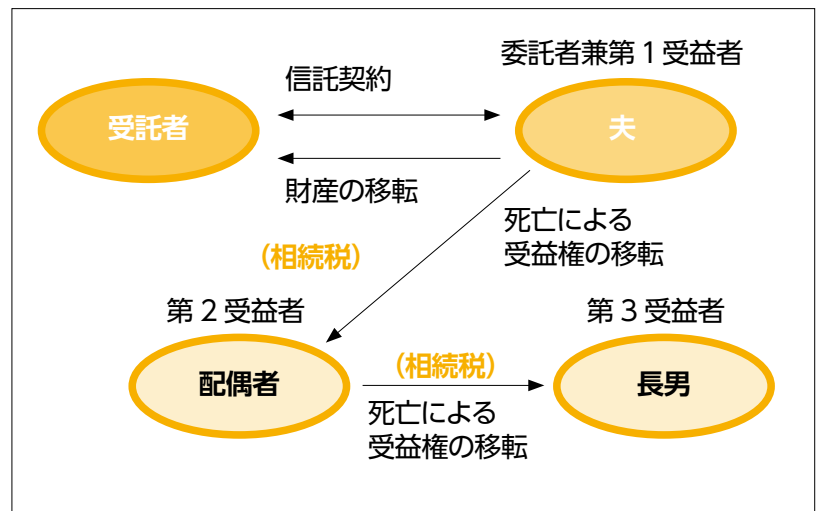 委託者兼第1受益者
信託契約
受託者
夫
財産の移転
死亡による
受益権の移転
（相続税）
第2受益者
第3受益者
配偶者
（相続税）
長男
死亡による
受益権の移転